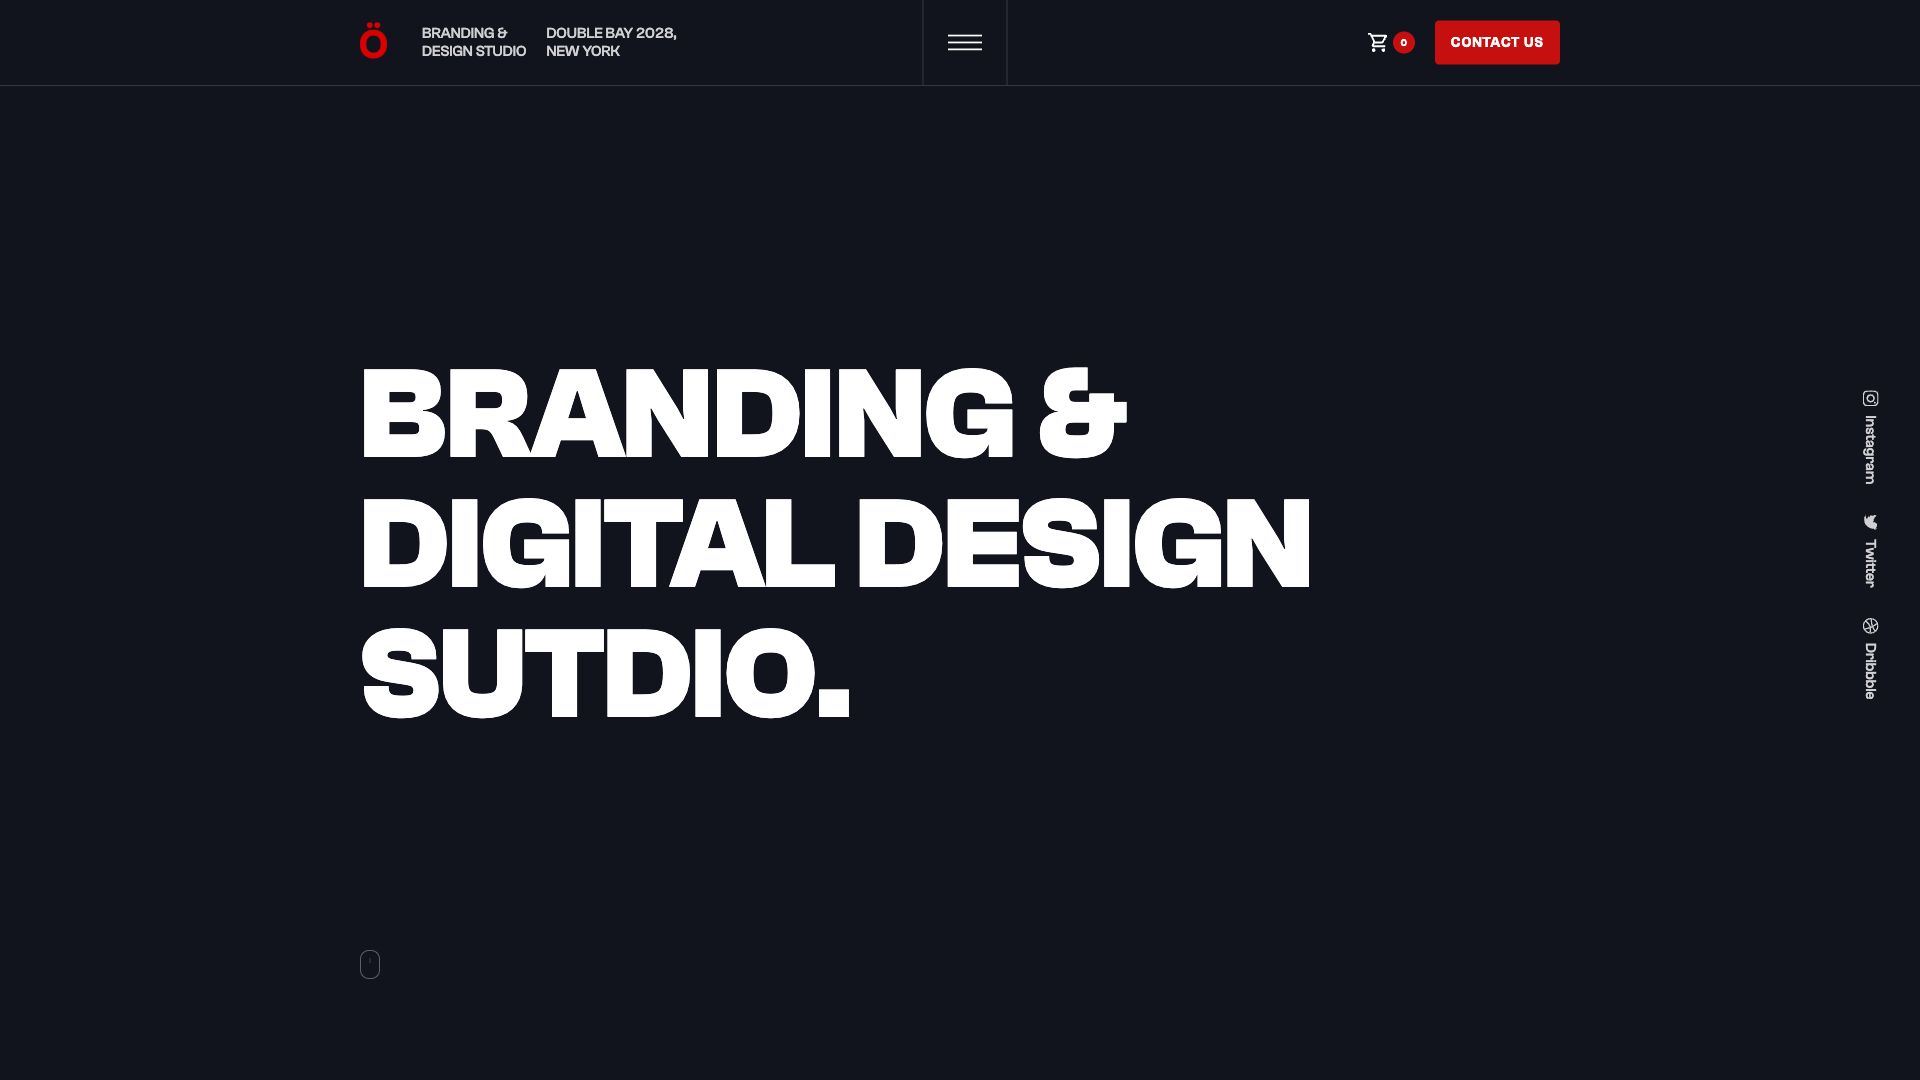 Ö
BRANDING &
DESIGN STUDIO
DOUBLE BAY 2028,
NEW YORK
0
CONTACT US
BRANDING &
DIGITAL DESIGN
SUTDIO.
Instagram
Twitter
Dribbble